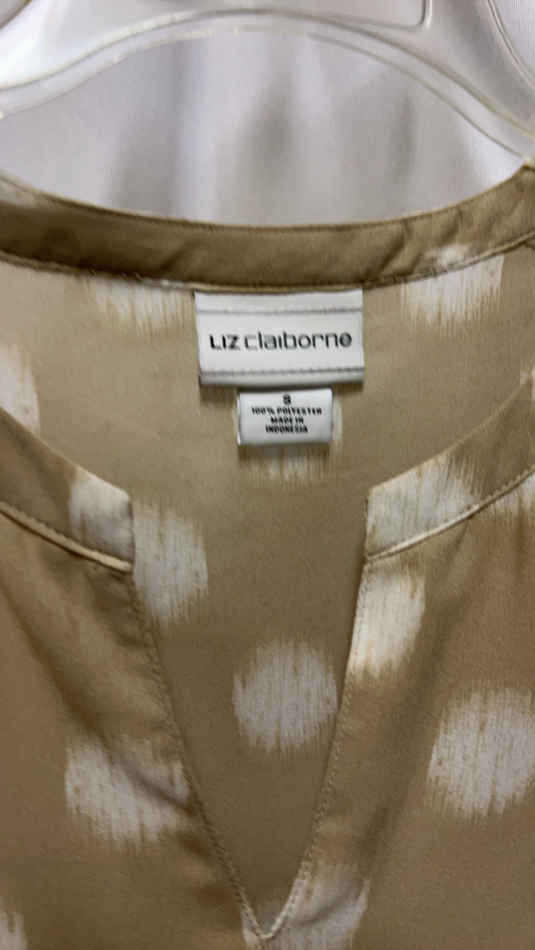 LIZ claiborne
S
100% POLYESTER
MADE IN
INDONESIA